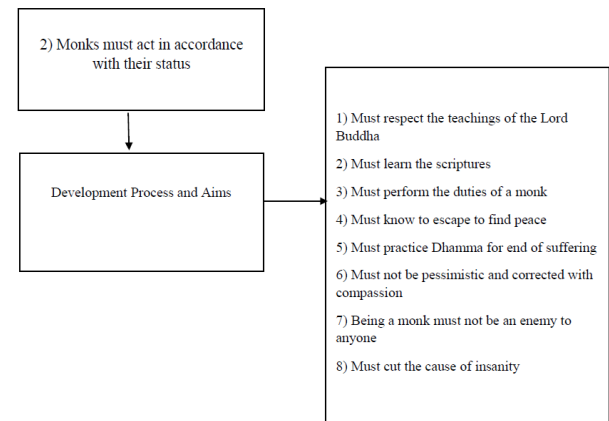 2) Monks must act in accordance
with their status
Development Process and Aims
1) Must respect the teachings of the Lord
Buddha
2) Must learn the scriptures
3) Must perform the duties of a monk
4) Must know to escape to find peace
5) Must practice Dhamma for end of suffering
6) Must not be pessimistic and corrected with
compassion
7) Being a monk must not be an enemy to
anyone
8) Must cut the cause of insanity